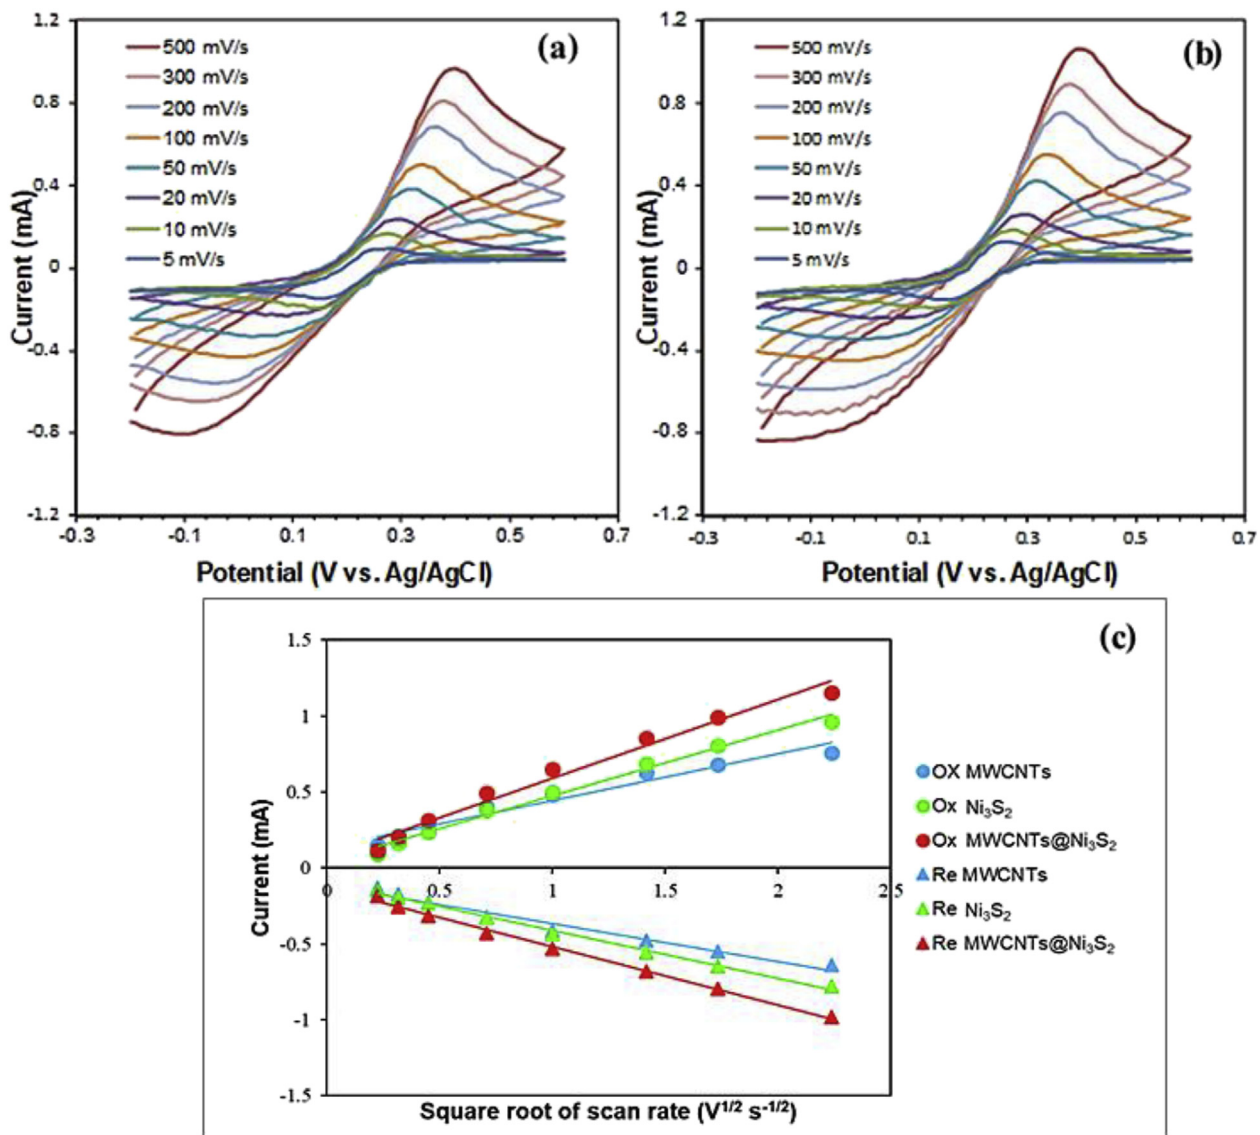 1.2
0.8
0.4
0
-0.4
-0.8
-1.2
Current (mA)
500 mV/s
300 mV/s
200 mV/s
100 mV/s
50 mV/s
20 mV/s
10 mV/s
5 mV/s
(a)
-0.3
-0.1
0.1
0.3
0.5
0.7
Potential (V vs. Ag/AgCl)
1.2
0.8
0.4
0
-0.4
-0.8
-1.2
Current (mA)
500 mV/s
300 mV/s
200 mV/s
100 mV/s
50 mV/s
20 mV/s
10 mV/s
5 mV/s
(b)
-0.3
-0.1
0.1
0.3
0.5
0.7
Potential (V vs. Ag/AgCl)
(c)
1.5
1
0.5
0
-0.5
-1
-1.5
Current (mA)
0
0.5
1
1.5
2
25
Square root of scan rate (V¹ᐟ² s⁻¹ᐟ²)
OX MWCNTs
Ox Ni₃S₂
Ox MWCNTs@Ni₃S₂
Re MWCNTs
Re Ni₃S₂
Re MWCNTs@Ni₃S₂